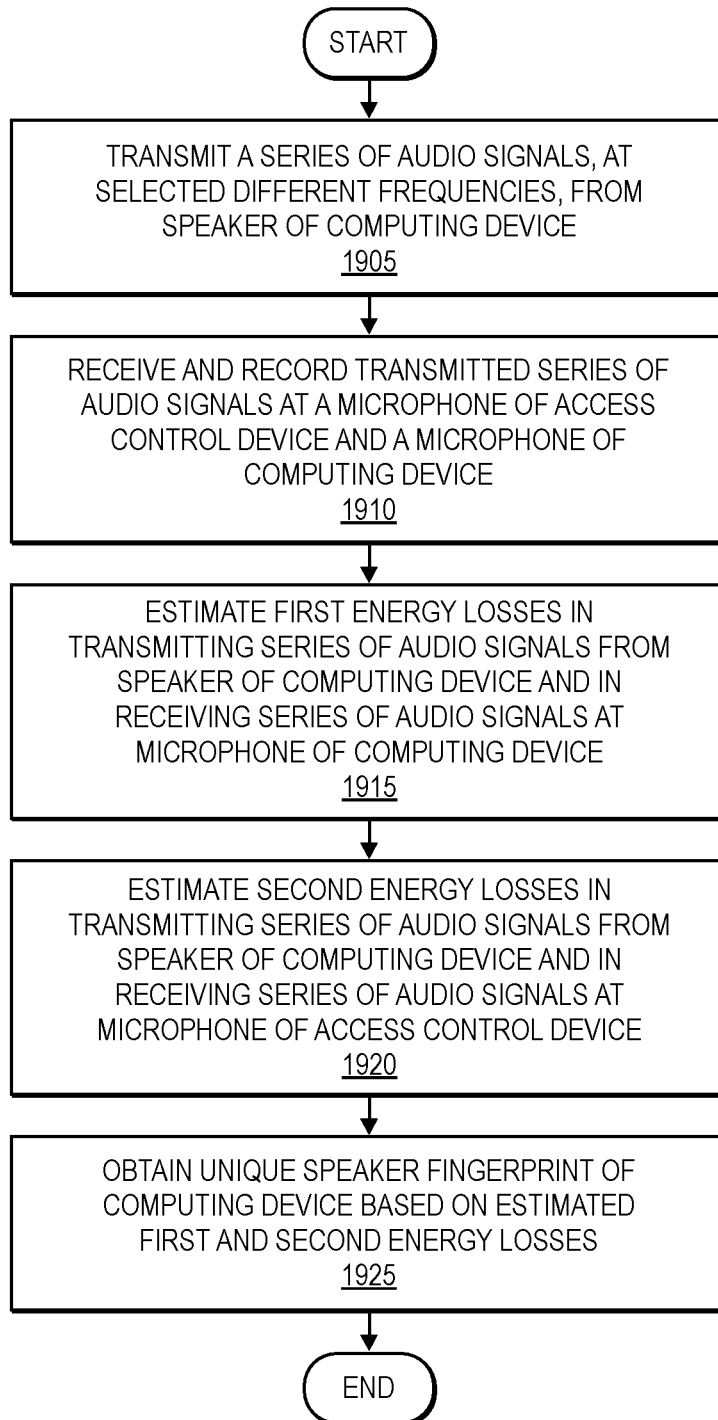 START
TRANSMIT A SERIES OF AUDIO SIGNALS, AT
SELECTED DIFFERENT FREQUENCIES, FROM
SPEAKER OF COMPUTING DEVICE
1905
RECEIVE AND RECORD TRANSMITTED SERIES OF
AUDIO SIGNALS AT A MICROPHONE OF ACCESS
CONTROL DEVICE AND A MICROPHONE OF
COMPUTING DEVICE
1910
ESTIMATE FIRST ENERGY LOSSES IN
TRANSMITTING SERIES OF AUDIO SIGNALS FROM
SPEAKER OF COMPUTING DEVICE AND IN
RECEIVING SERIES OF AUDIO SIGNALS AT
MICROPHONE OF COMPUTING DEVICE
1915
ESTIMATE SECOND ENERGY LOSSES IN
TRANSMITTING SERIES OF AUDIO SIGNALS FROM
SPEAKER OF COMPUTING DEVICE AND IN
RECEIVING SERIES OF AUDIO SIGNALS AT
MICROPHONE OF ACCESS CONTROL DEVICE
1920
OBTAIN UNIQUE SPEAKER FINGERPRINT OF
COMPUTING DEVICE BASED ON ESTIMATED
FIRST AND SECOND ENERGY LOSSES
1925
END